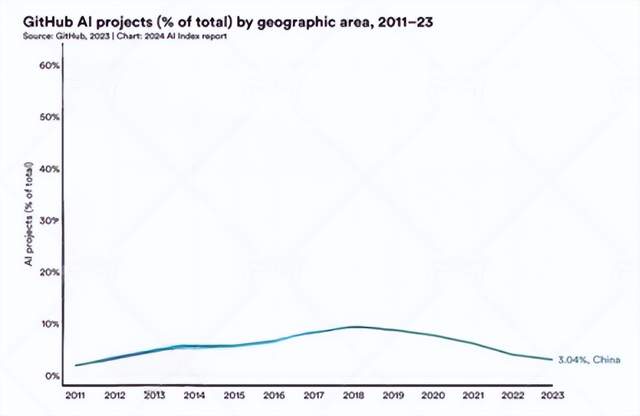 GitHub AI projects (% of total) by geographic area, 2011–23
Source: GitHub, 2023 | Chart: 2024 AI Index report
60%
50%
40%
30%
20%
10%
0%
AI projects (% of total)
2011 2012 2013 2014 2015 2016 2017 2018 2019 2020 2021 2022 2023
3.04%, China